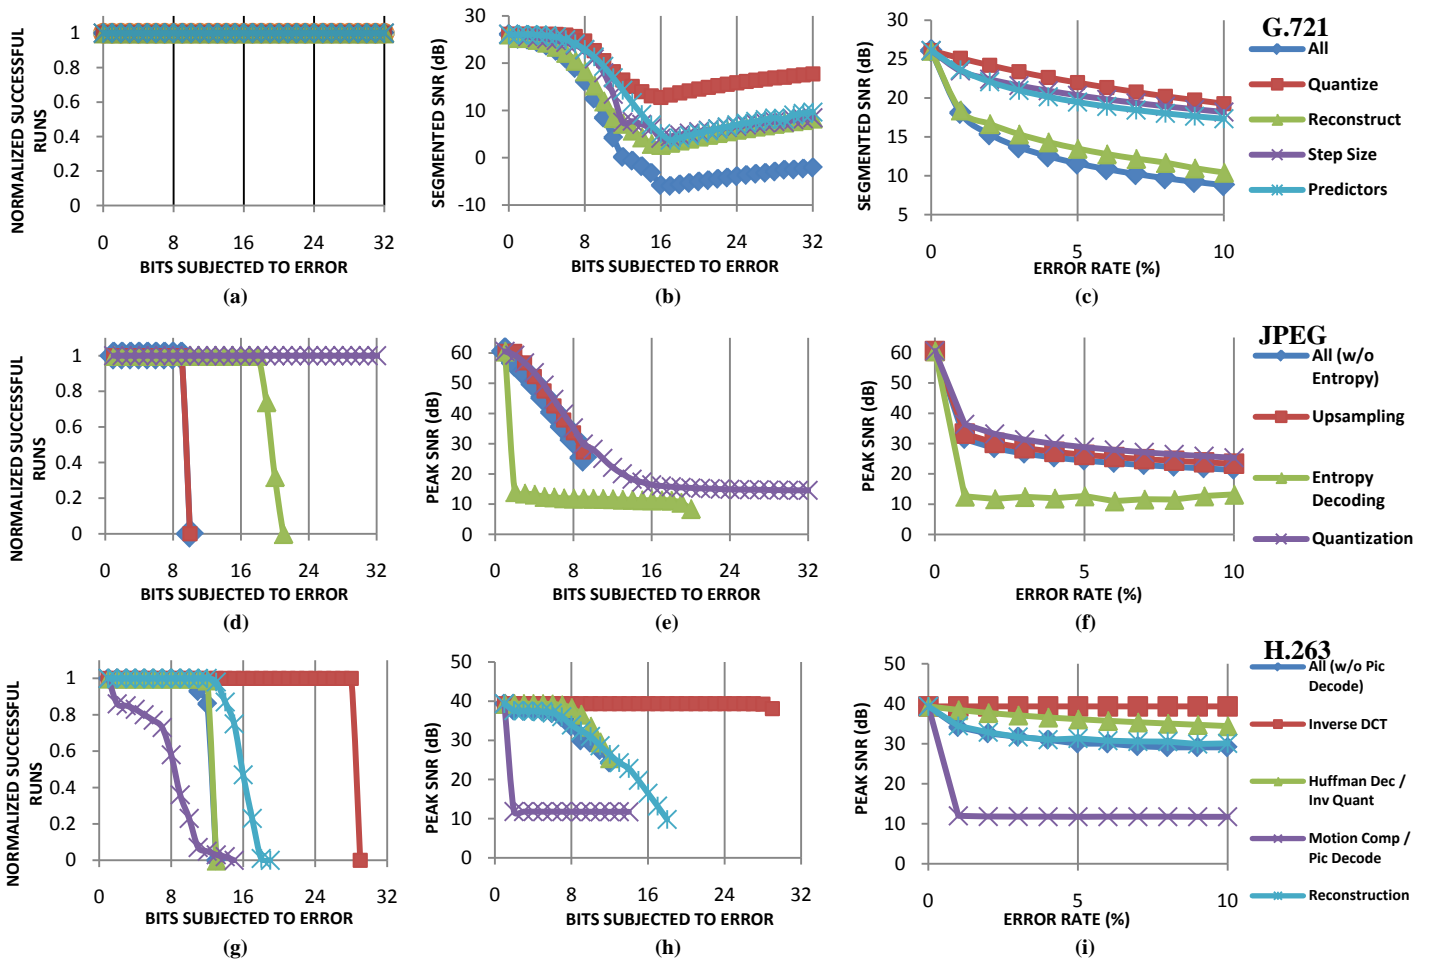 1
0.8
0.6
0.4
0.2
0
0 8 16 24 32
NORMALIZED SUCCESSFUL
RUNS
BITS SUBJECTED TO ERROR
(a)
30
20
10
0
-10
0 8 16 24 32
SEGMENTED SNR (dB)
BITS SUBJECTED TO ERROR
(b)
30
25
20
15
10
5
0 5 10
SEGMENTED SNR (dB)
ERROR RATE (%)
(c)
G.721
All
Quantize
Reconstruct
Step Size
Predictors
1
0.8
0.6
0.4
0.2
0
0 8 16 24 32
NORMALIZED SUCCESSFUL
RUNS
BITS SUBJECTED TO ERROR
(d)
60
50
40
30
20
10
0
0 8 16 24 32
PEAK SNR (dB)
BITS SUBJECTED TO ERROR
(e)
60
50
40
30
20
10
0
0 5 10
PEAK SNR (dB)
ERROR RATE (%)
(f)
JPEG
All (w/o
Entropy)
Upsampling
Entropy
Decoding
Quantization
1
0.8
0.6
0.4
0.2
0
0 8 16 24 32
NORMALIZED SUCCESSFUL
RUNS
BITS SUBJECTED TO ERROR
(g)
50
40
30
20
10
0
0 8 16 24 32
PEAK SNR (dB)
BITS SUBJECTED TO ERROR
(h)
50
40
30
20
10
0
0 5 10
PEAK SNR (dB)
ERROR RATE (%)
(i)
H.263
All (w/o Pic
Decode)
Inverse DCT
Huffman Dec /
Inv Quant
Motion Comp /
Pic Decode
Reconstruction